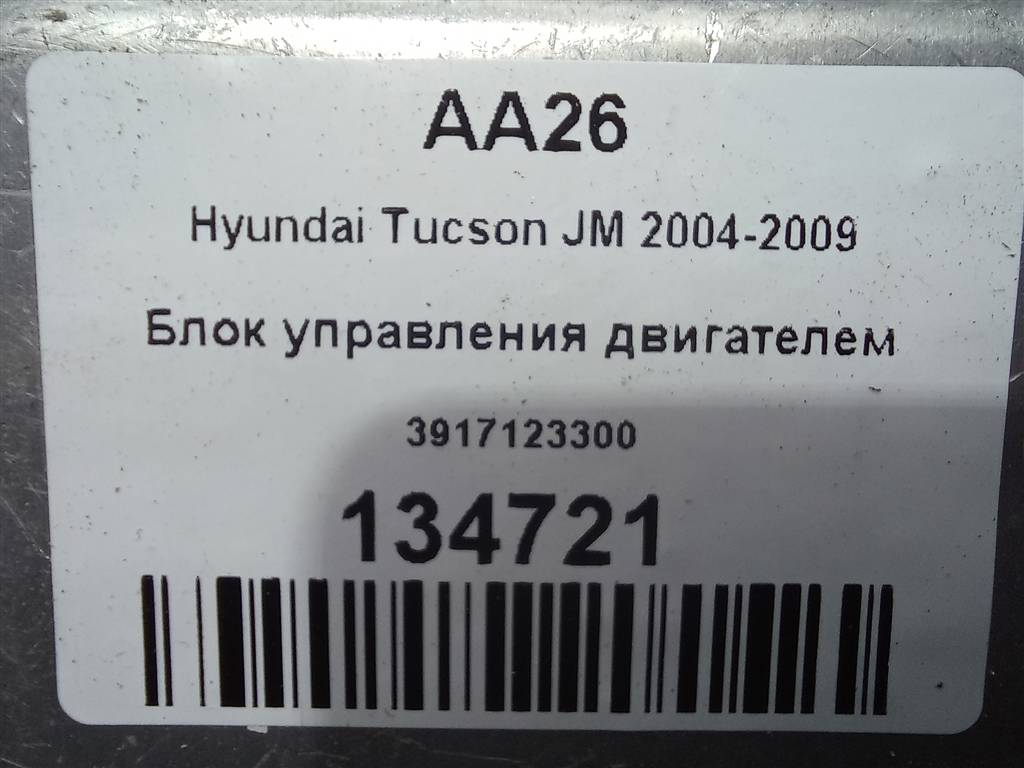 AA26
Hyundai Tucson JM 2004-2009
Блок управления двигателем
3917123300
134721